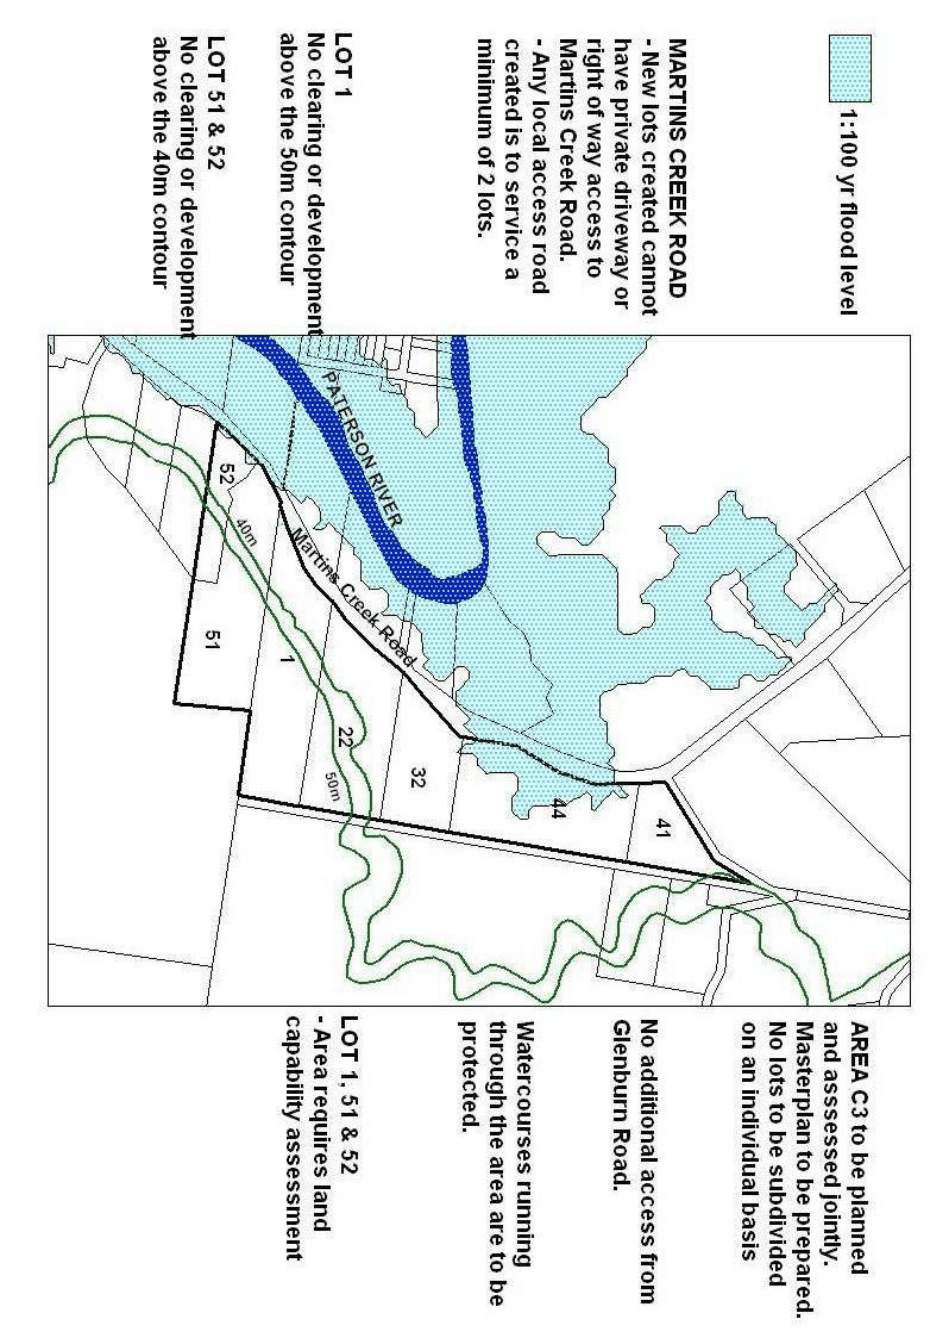 1:100 yr flood level
MARTINS CREEK ROAD
- New lots created cannot
have private driveway or
right of way access to
Martins Creek Road.
- Any local access road
created is to service a
minimum of 2 lots.
LOT 1
No clearing or development
above the 50m contour
LOT 51 & 52
No clearing or development
above the 40m contour
PATERSON RIVER
Martins Creek Road
52
40m
51
1
22
50m
32
44
41
AREA C3 to be planned
and asssessed jointly.
Masterplan to be prepared.
No lots to be subdivided
on an individual basis
No additional access from
Glenburn Road.
Watercourses running
through the area are to be
protected.
LOT 1, 51 & 52
- Area requires land
capability assessment